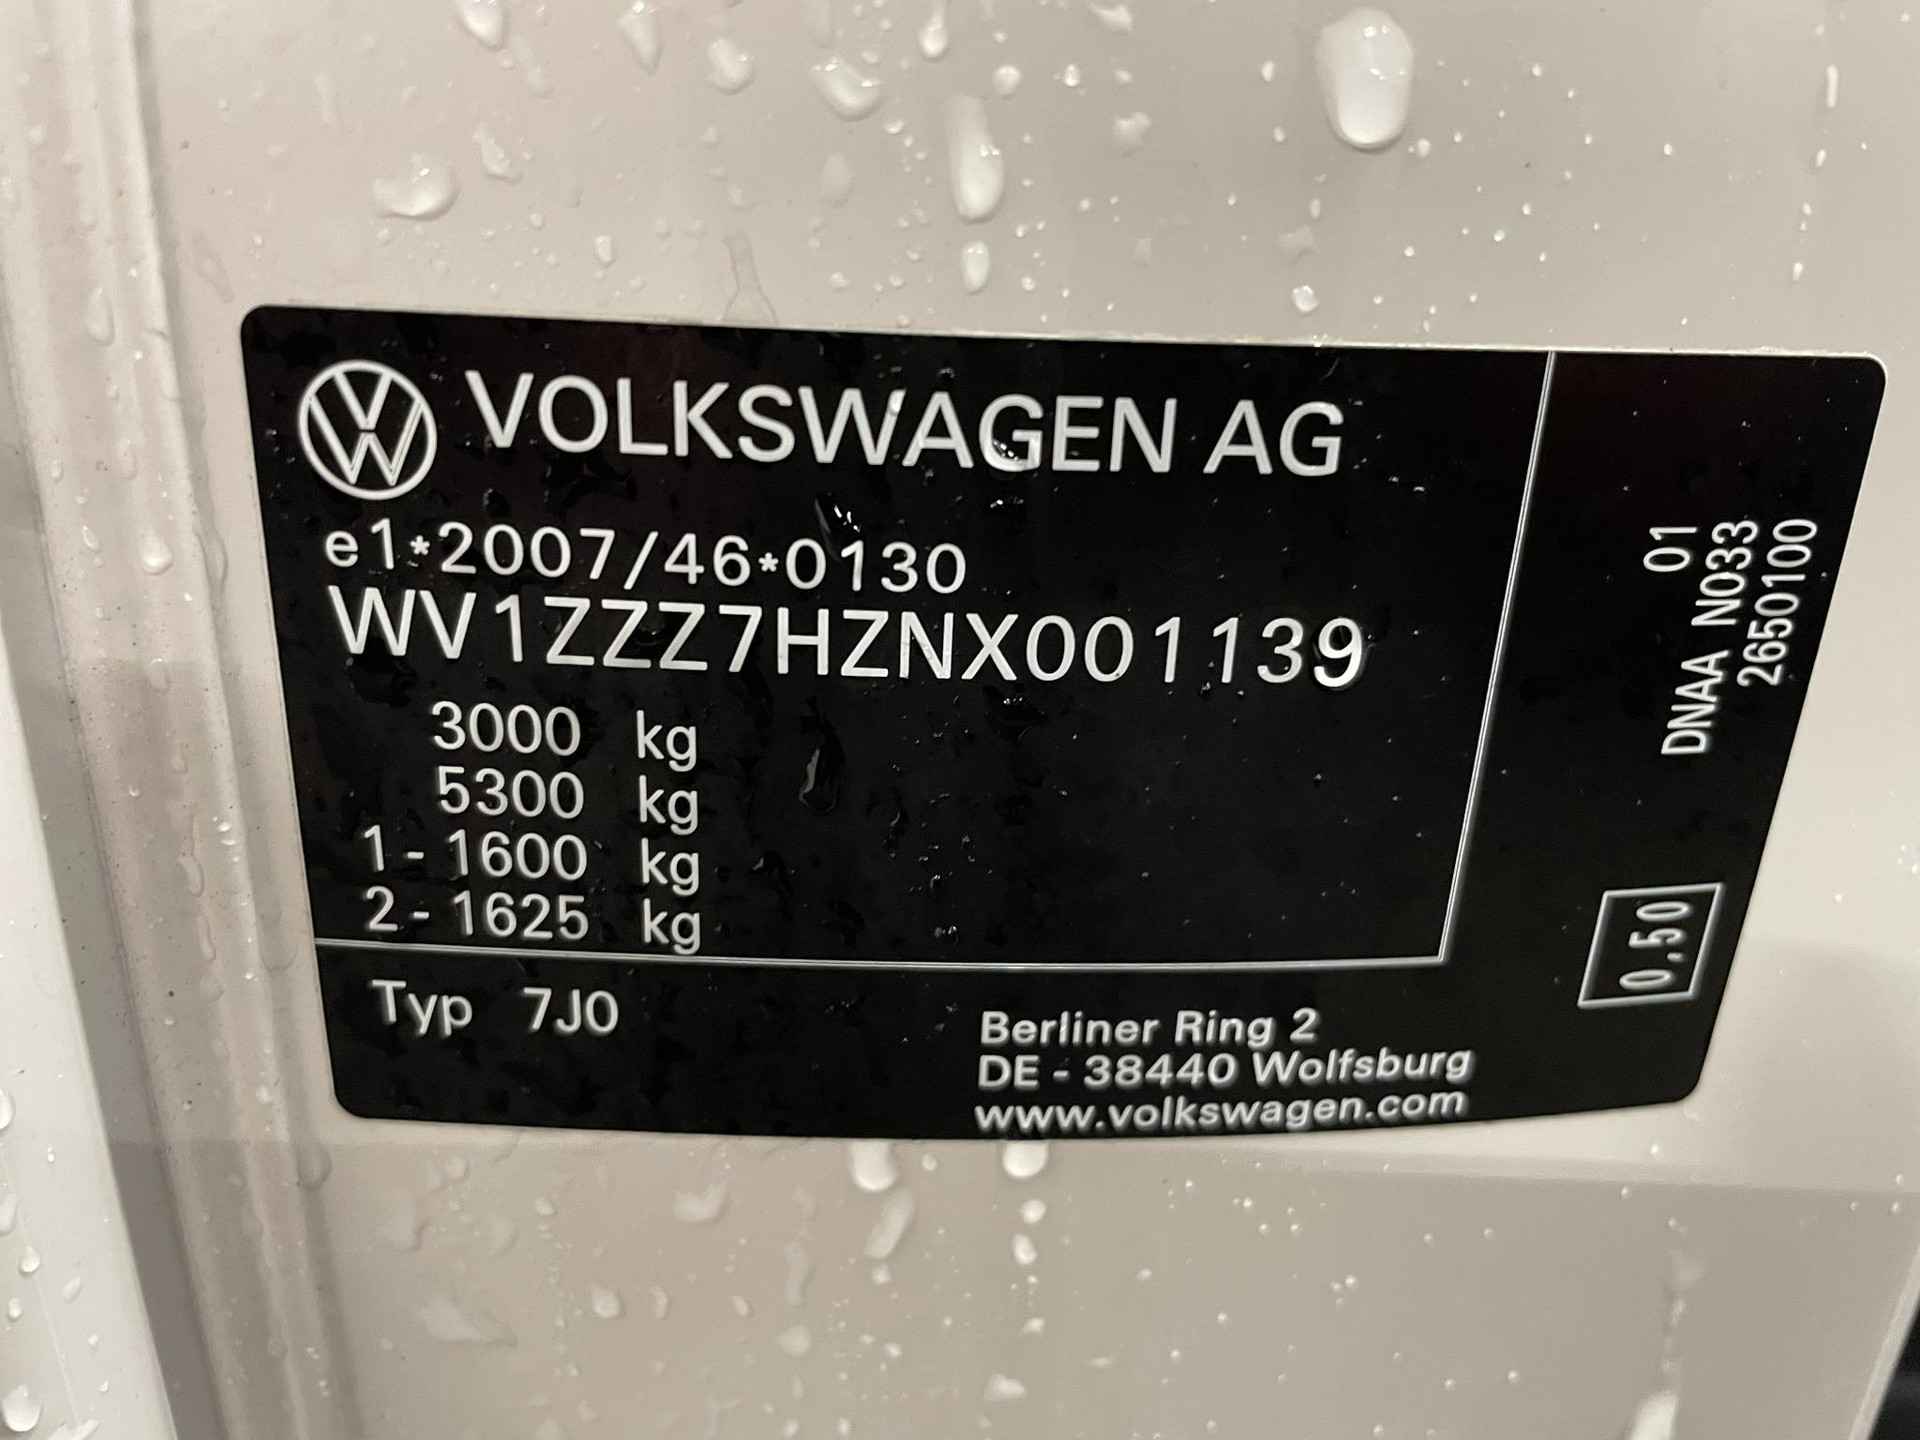 VOLKSWAGEN AG
e1*2007/46*0130
WV1ZZZ7HZNX001139
3000 kg
5300 kg
1 - 1600 kg
2 - 1625 kg
Typ 7J0
Berliner Ring 2
DE - 38440 Wolfsburg
www.volkswagen.com
01
DNAA N033
2650100
0,50